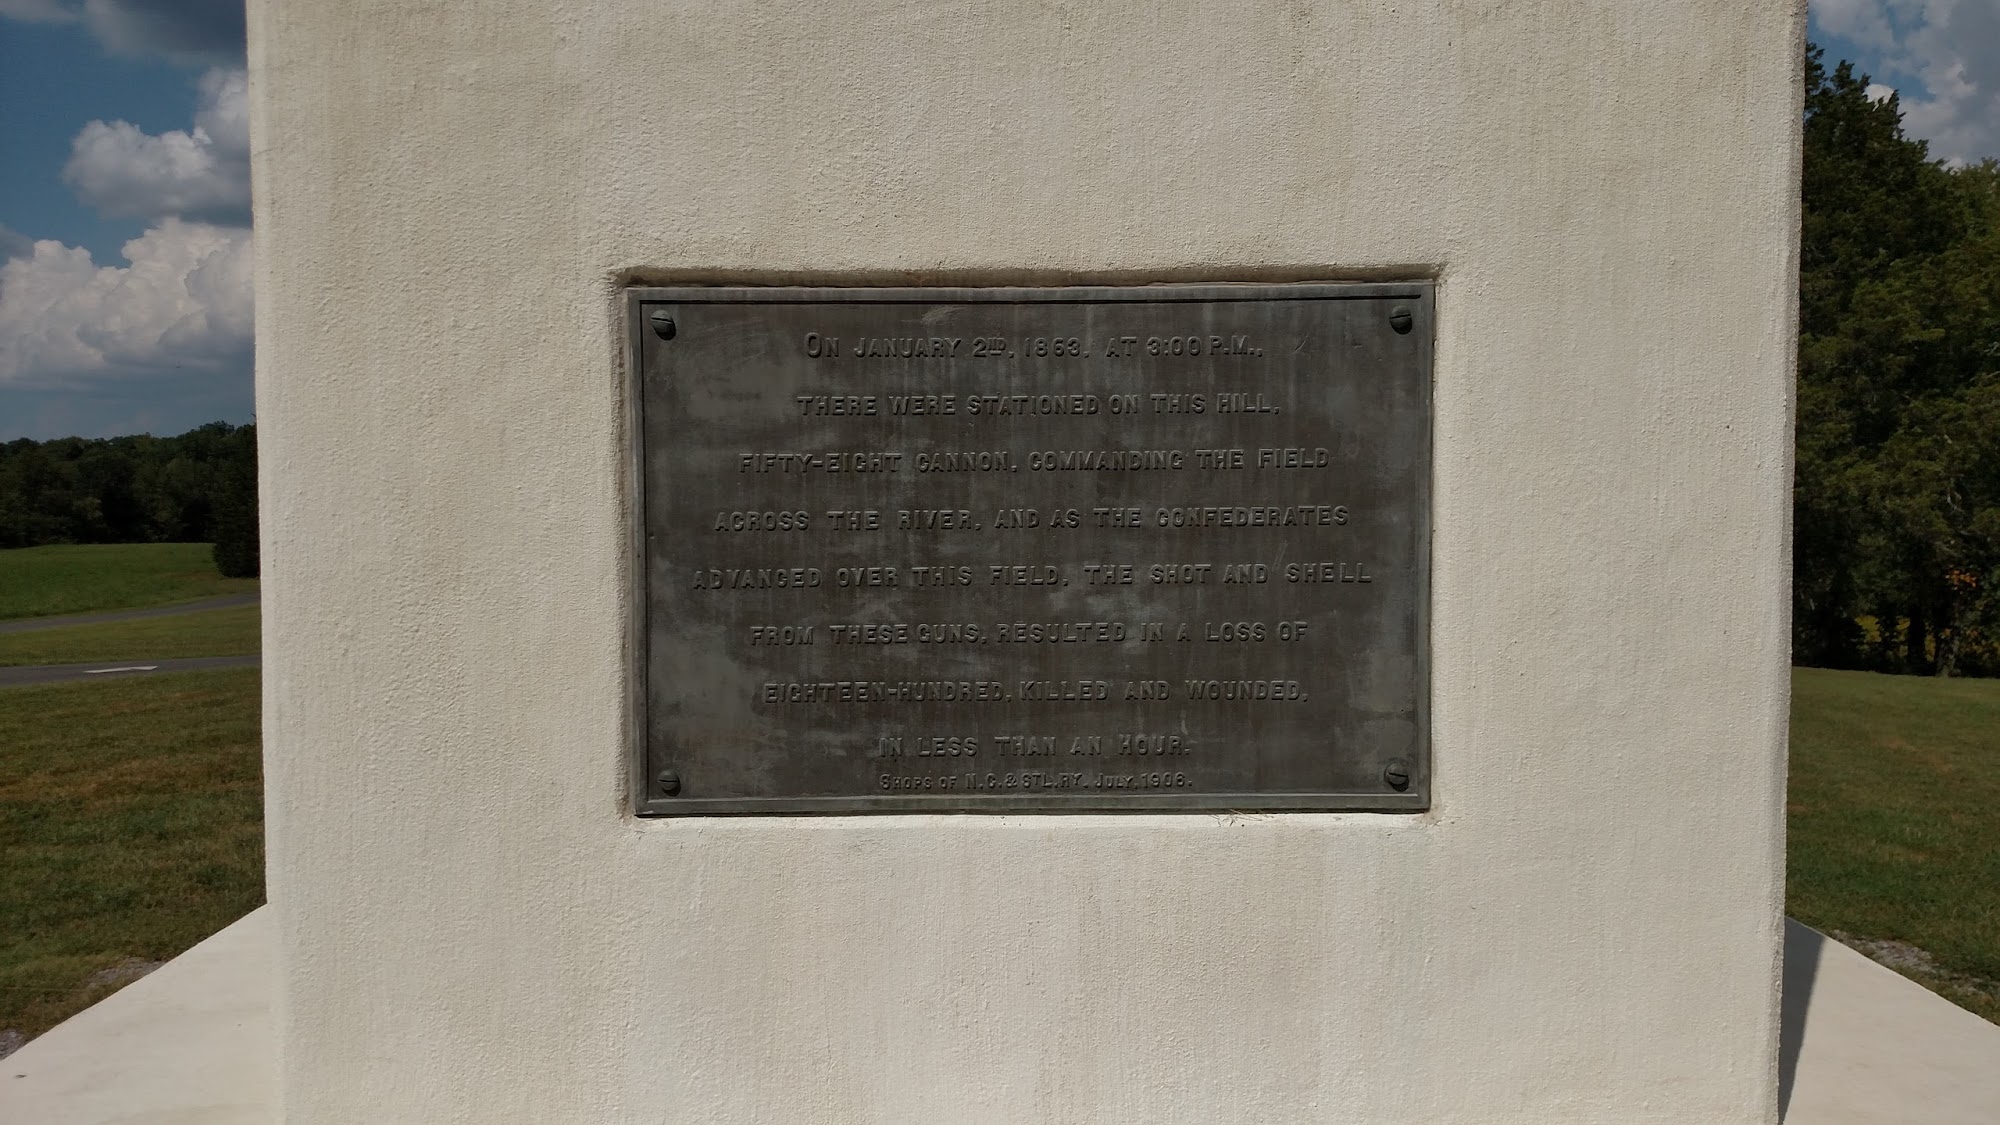 ON JANUARY 2ND, 1863, AT 3:00 P.M.,
THERE WERE STATIONED ON THIS HILL,
FIFTY-EIGHT CANNON, COMMANDING THE FIELD
ACROSS THE RIVER, AND AS THE CONFEDERATES
ADVANCED OVER THIS FIELD, THE SHOT AND SHELL
FROM THESE GUNS, RESULTED IN A LOSS OF
EIGHTEEN-HUNDRED, KILLED AND WOUNDED,
IN LESS THAN AN HOUR.
SHOPS OF N.C.& STL.RY. JULY, 1906.